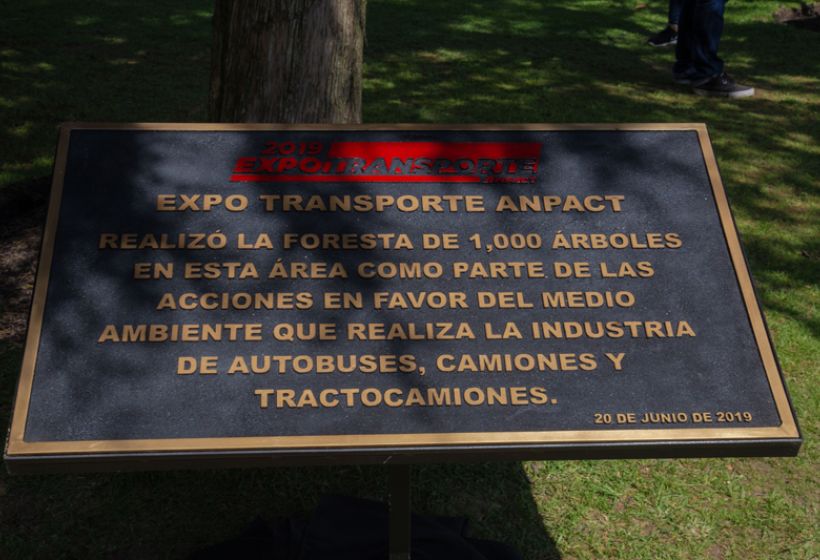 2019
EXPOTRANSPORTE
ANPACT
EXPO TRANSPORTE ANPACT
REALIZÓ LA FORESTA DE 1,000 ÁRBOLES
EN ESTA ÁREA COMO PARTE DE LAS
ACCIONES EN FAVOR DEL MEDIO
AMBIENTE QUE REALIZA LA INDUSTRIA
DE AUTOBUSES, CAMIONES Y
TRACTOCAMIONES.
20 DE JUNIO DE 2019